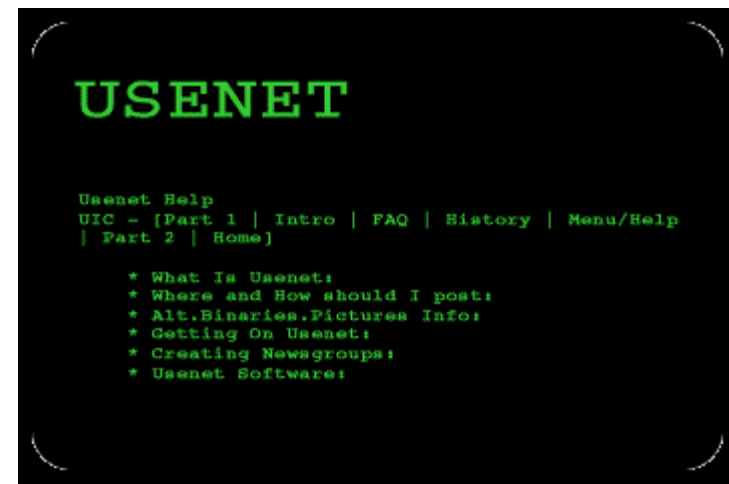 USENET
Usenet Help
UIC - [Part 1 | Intro | FAQ | History | Menu/Help
| Part 2 | Home]
* What Is Usenet:
* Where and How should I post:
* Alt.Binaries.Pictures Info:
* Getting On Usenet:
* Creating Newsgroups:
* Usenet Software: